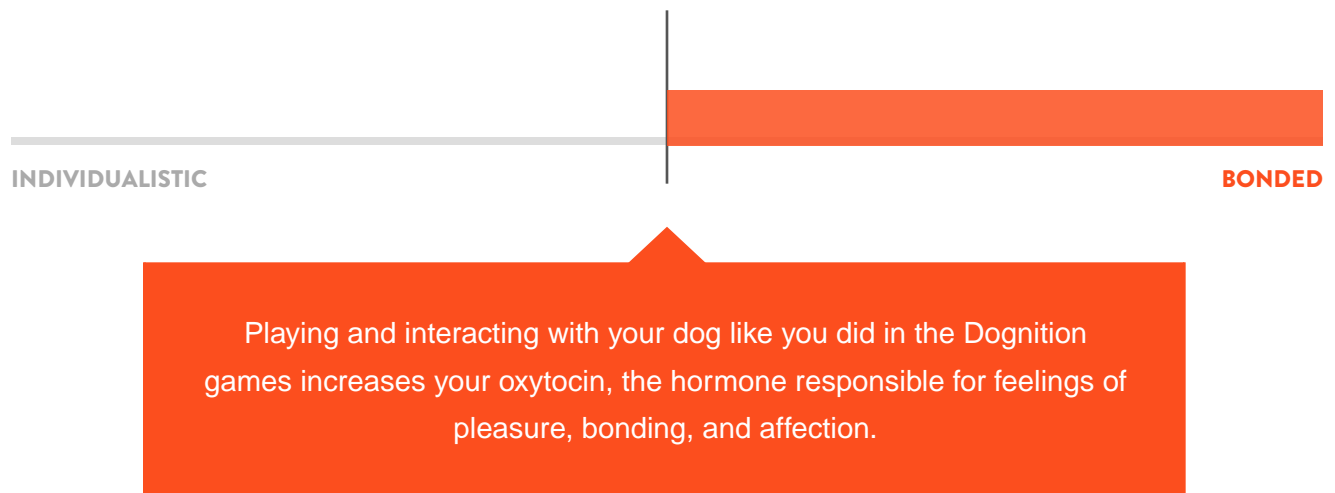 INDIVIDUALISTIC
BONDED
Playing and interacting with your dog like you did in the Dognition
games increases your oxytocin, the hormone responsible for feelings of
pleasure, bonding, and affection.